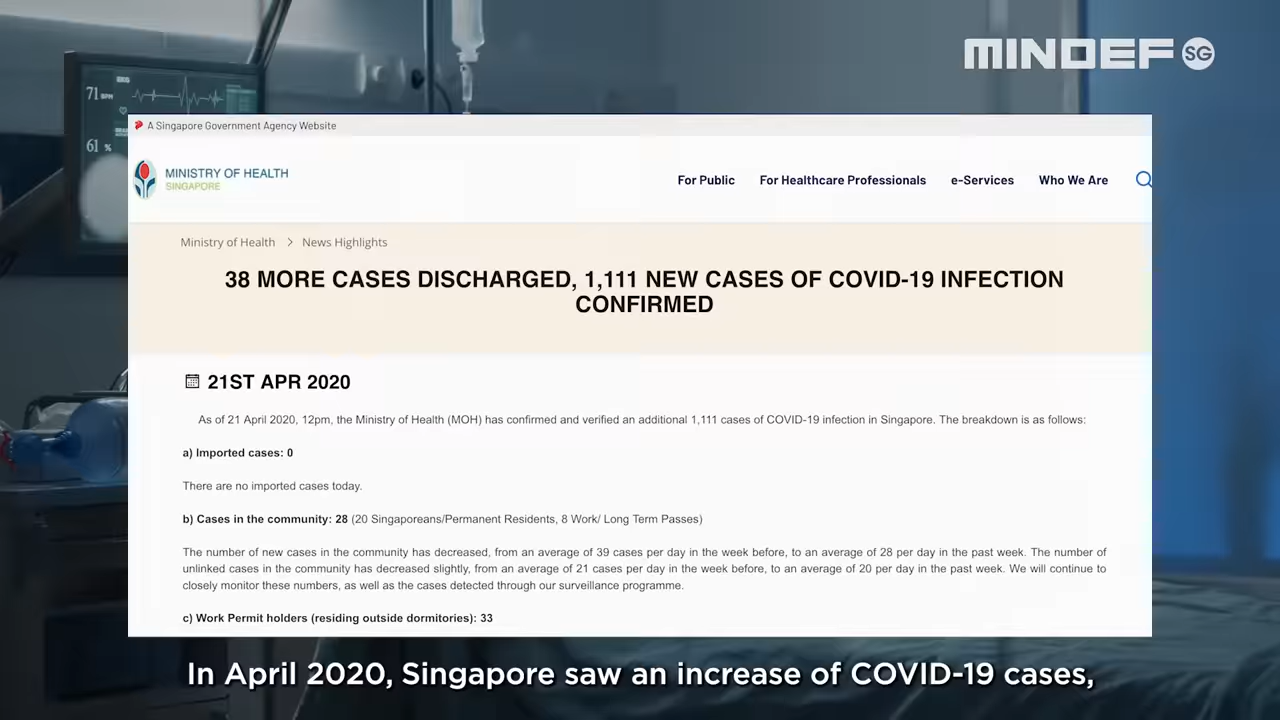 MINDEF SG
71 BPM
61 %
A Singapore Government Agency Website
MINISTRY OF HEALTH
SINGAPORE
For Public For Healthcare Professionals e-Services Who We Are
Ministry of Health > News Highlights
38 MORE CASES DISCHARGED, 1,111 NEW CASES OF COVID-19 INFECTION
CONFIRMED
21ST APR 2020
As of 21 April 2020, 12pm, the Ministry of Health (MOH) has confirmed and verified an additional 1,111 cases of COVID-19 infection in Singapore. The breakdown is as follows:
a) Imported cases: 0
There are no imported cases today.
b) Cases in the community: 28 (20 Singaporeans/Permanent Residents, 8 Work/ Long Term Passes)
The number of new cases in the community has decreased, from an average of 39 cases per day in the week before, to an average of 28 per day in the past week. The number of
unlinked cases in the community has decreased slightly, from an average of 21 cases per day in the week before, to an average of 20 per day in the past week. We will continue to
closely monitor these numbers, as well as the cases detected through our surveillance programme.
c) Work Permit holders (residing outside dormitories): 33
In April 2020, Singapore saw an increase of COVID-19 cases,